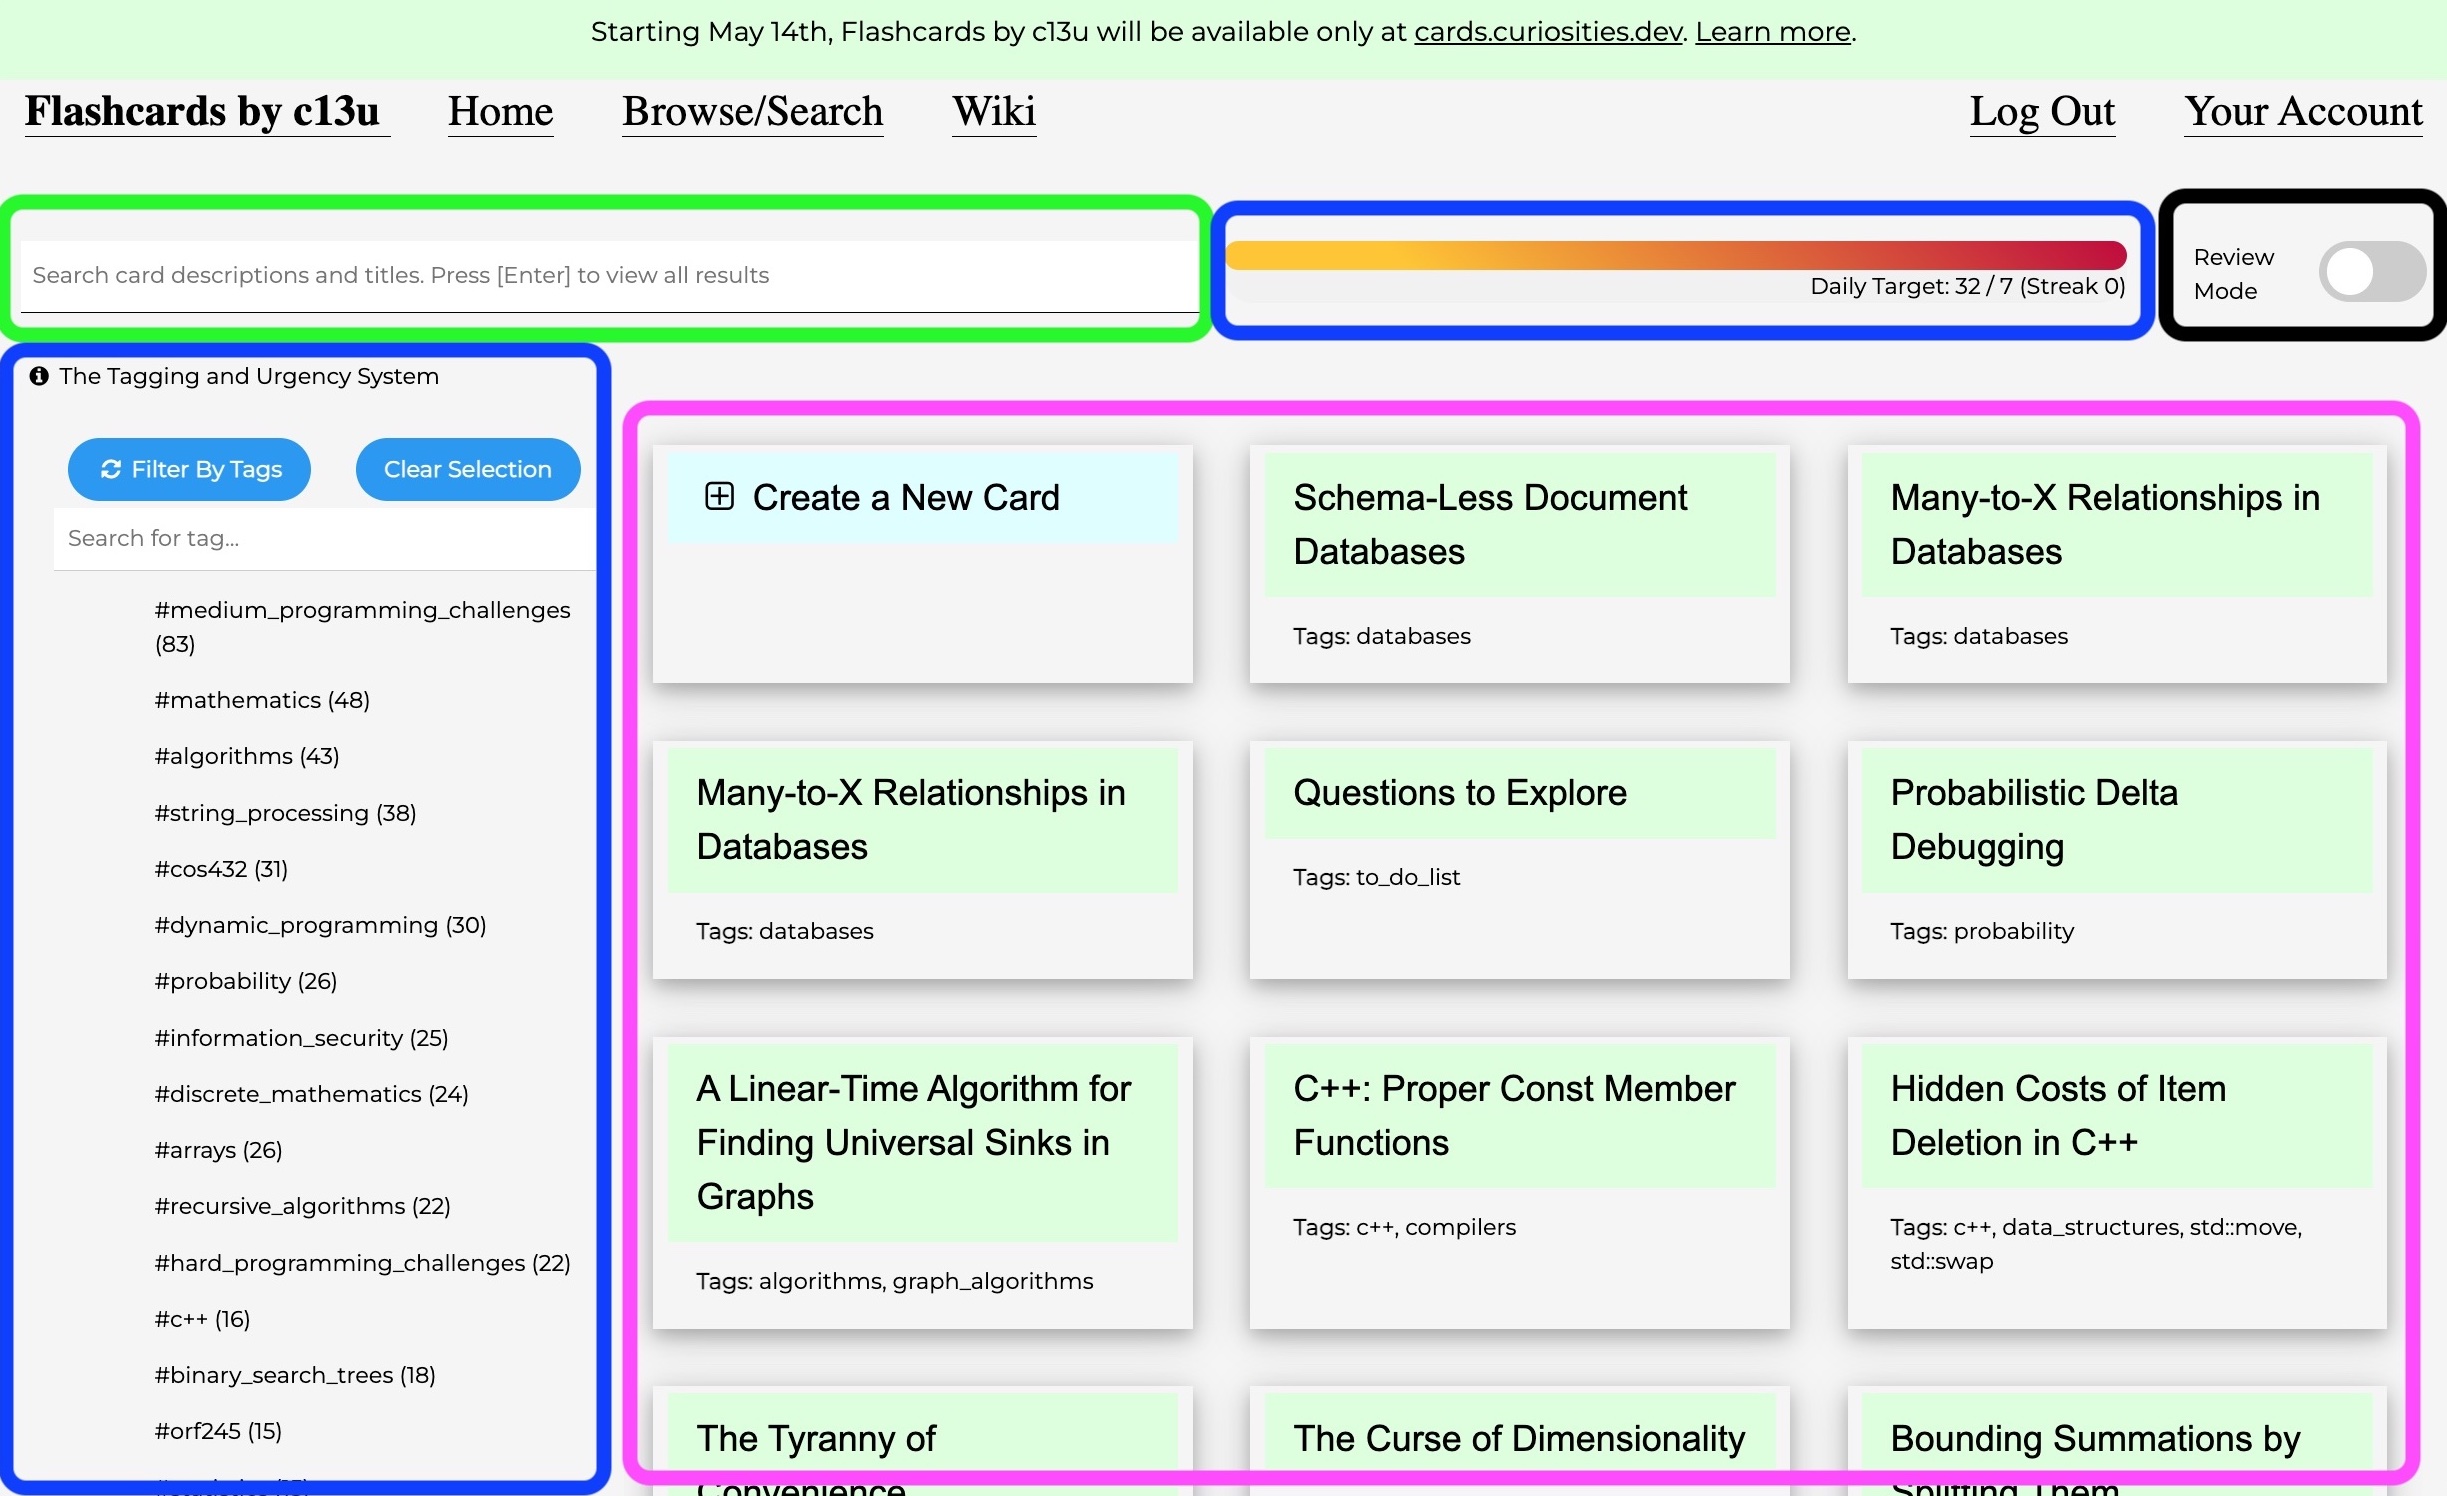 Starting May 14th, Flashcards by c13u will be available only at cards.curiosities.dev. Learn more.
Flashcards by c13u Home Browse/Search Wiki Log Out Your Account
Search card descriptions and titles. Press [Enter] to view all results
Daily Target: 32 / 7 (Streak 0)
Review
Mode
The Tagging and Urgency System
Filter By Tags Clear Selection
Search for tag...
#medium_programming_challenges
(83)
#mathematics (48)
#algorithms (43)
#string_processing (38)
#cos432 (31)
#dynamic_programming (30)
#probability (26)
#information_security (25)
#discrete_mathematics (24)
#arrays (26)
#recursive_algorithms (22)
#hard_programming_challenges (22)
#c++ (16)
#binary_search_trees (18)
#orf245 (15)
Create a New Card
Schema-Less Document
Databases
Tags: databases
Many-to-X Relationships in
Databases
Tags: databases
Many-to-X Relationships in
Databases
Tags: databases
Questions to Explore
Tags: to_do_list
Probabilistic Delta
Debugging
Tags: probability
A Linear-Time Algorithm for
Finding Universal Sinks in
Graphs
Tags: algorithms, graph_algorithms
C++: Proper Const Member
Functions
Tags: c++, compilers
Hidden Costs of Item
Deletion in C++
Tags: c++, data_structures, std::move,
std::swap
The Tyranny of
Convenience
The Curse of Dimensionality
Bounding Summations by
Splitting Them